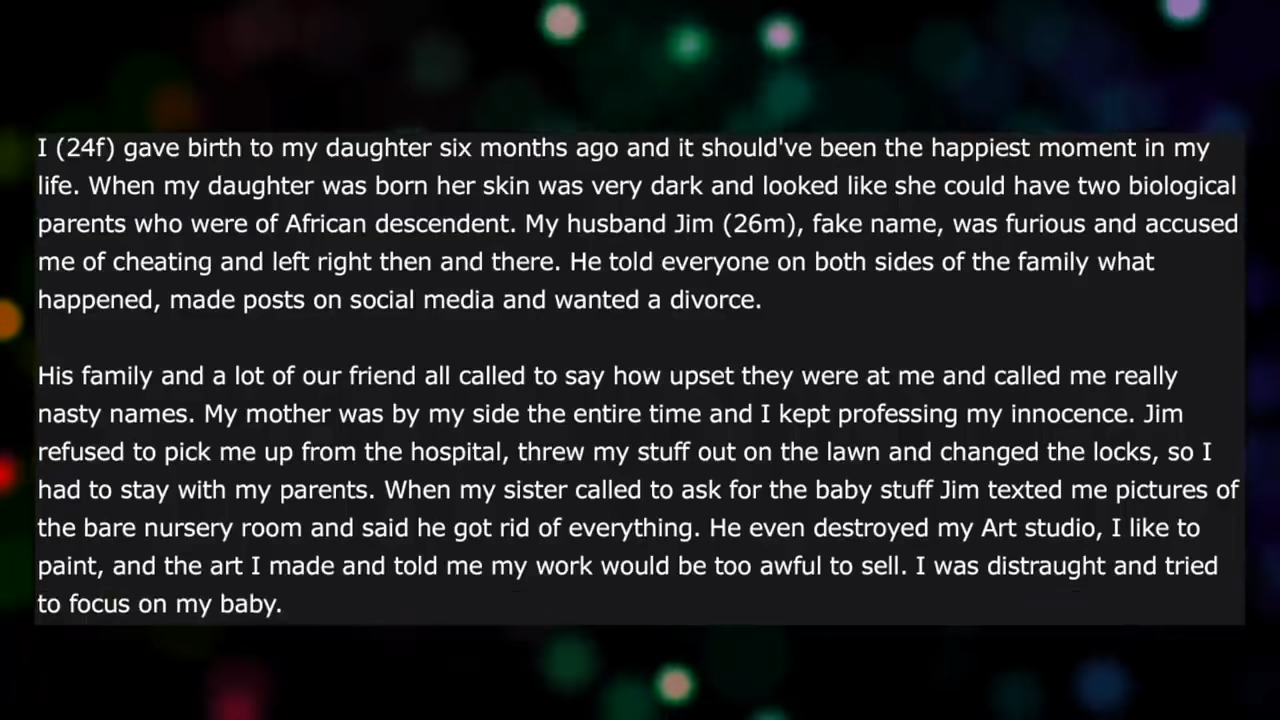 I (24f) gave birth to my daughter six months ago and it should've been the happiest moment in my
life. When my daughter was born her skin was very dark and looked like she could have two biological
parents who were of African descendent. My husband Jim (26m), fake name, was furious and accused
me of cheating and left right then and there. He told everyone on both sides of the family what
happened, made posts on social media and wanted a divorce.
His family and a lot of our friend all called to say how upset they were at me and called me really
nasty names. My mother was by my side the entire time and I kept professing my innocence. Jim
refused to pick me up from the hospital, threw my stuff out on the lawn and changed the locks, so I
had to stay with my parents. When my sister called to ask for the baby stuff Jim texted me pictures of
the bare nursery room and said he got rid of everything. He even destroyed my Art studio, I like to
paint, and the art I made and told me my work would be too awful to sell. I was distraught and tried
to focus on my baby.